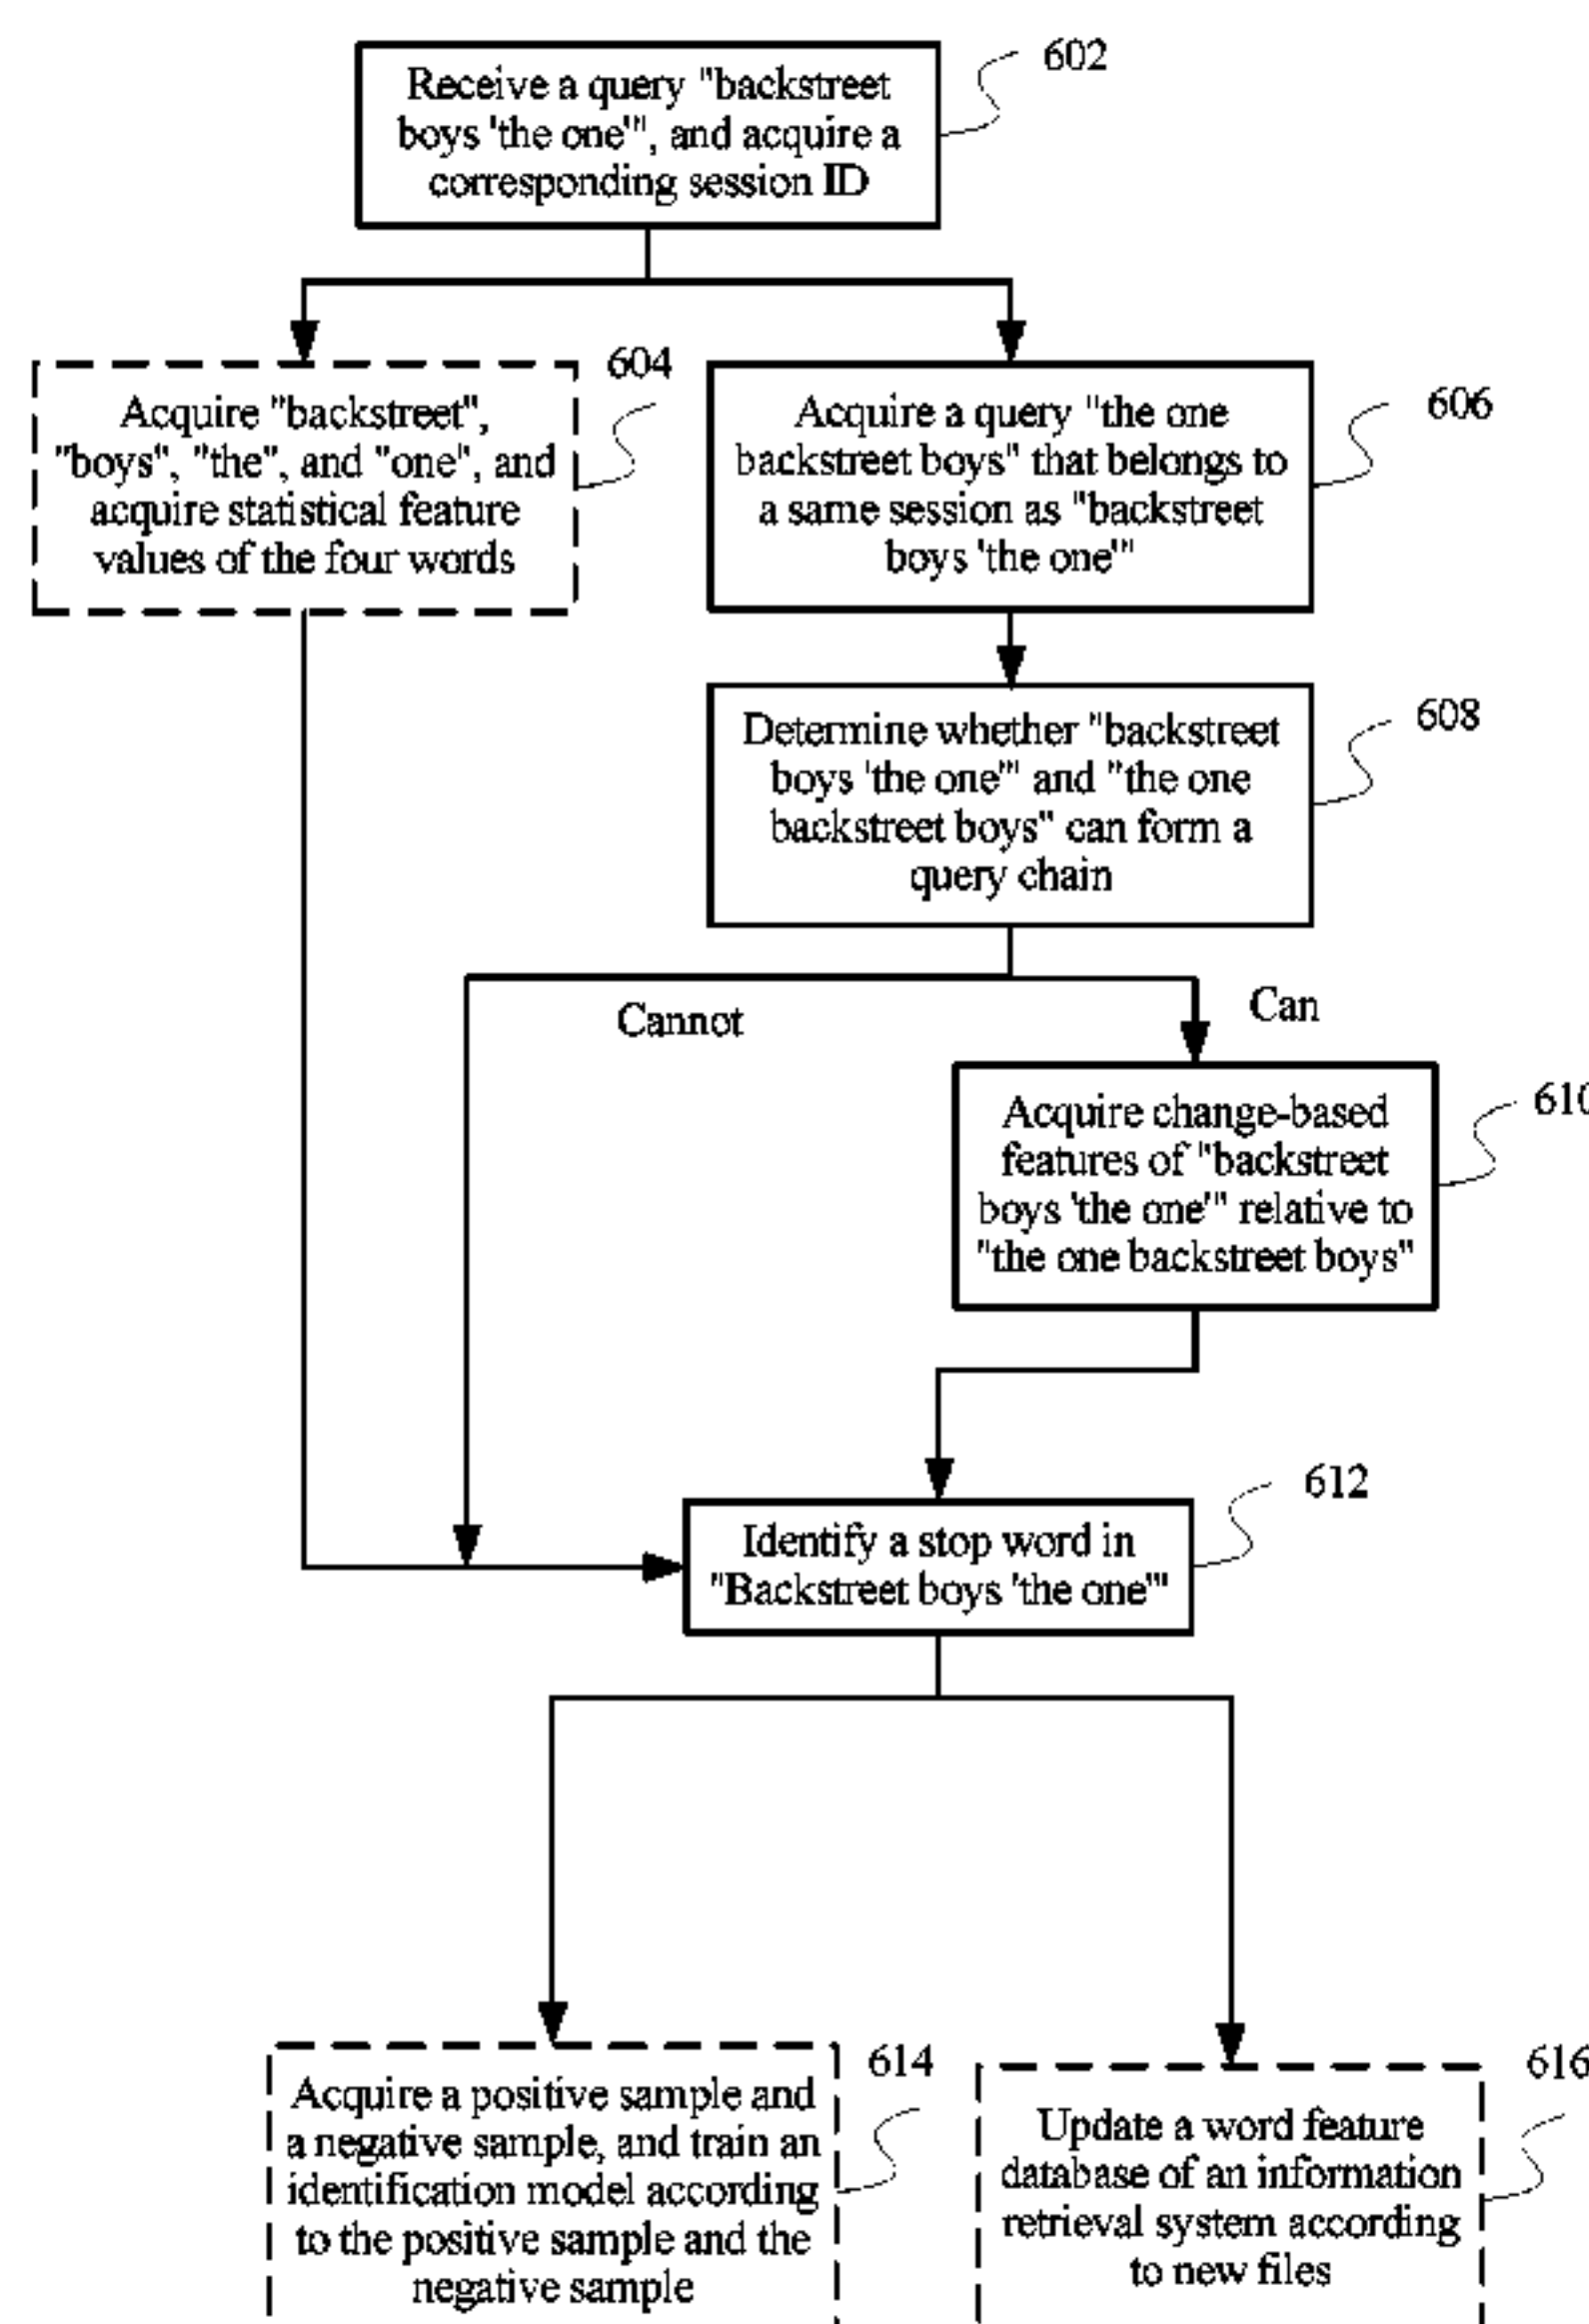 602
Receive a query "backstreet
boys 'the one'", and acquire a
corresponding session ID
604
Acquire "backstreet",
"boys", "the", and "one", and
acquire statistical feature
values of the four words
606
Acquire a query "the one
backstreet boys" that belongs to
a same session as "backstreet
boys 'the one'"
608
Determine whether "backstreet
boys 'the one'" and "the one
backstreet boys" can form a
query chain
Cannot
Can
610
Acquire change-based
features of "backstreet
boys 'the one'" relative to
"the one backstreet boys"
612
Identify a stop word in
"Backstreet boys 'the one'"
614
Acquire a positive sample and
a negative sample, and train an
identification model according
to the positive sample and the
negative sample
616
Update a word feature
database of an information
retrieval system according
to new files